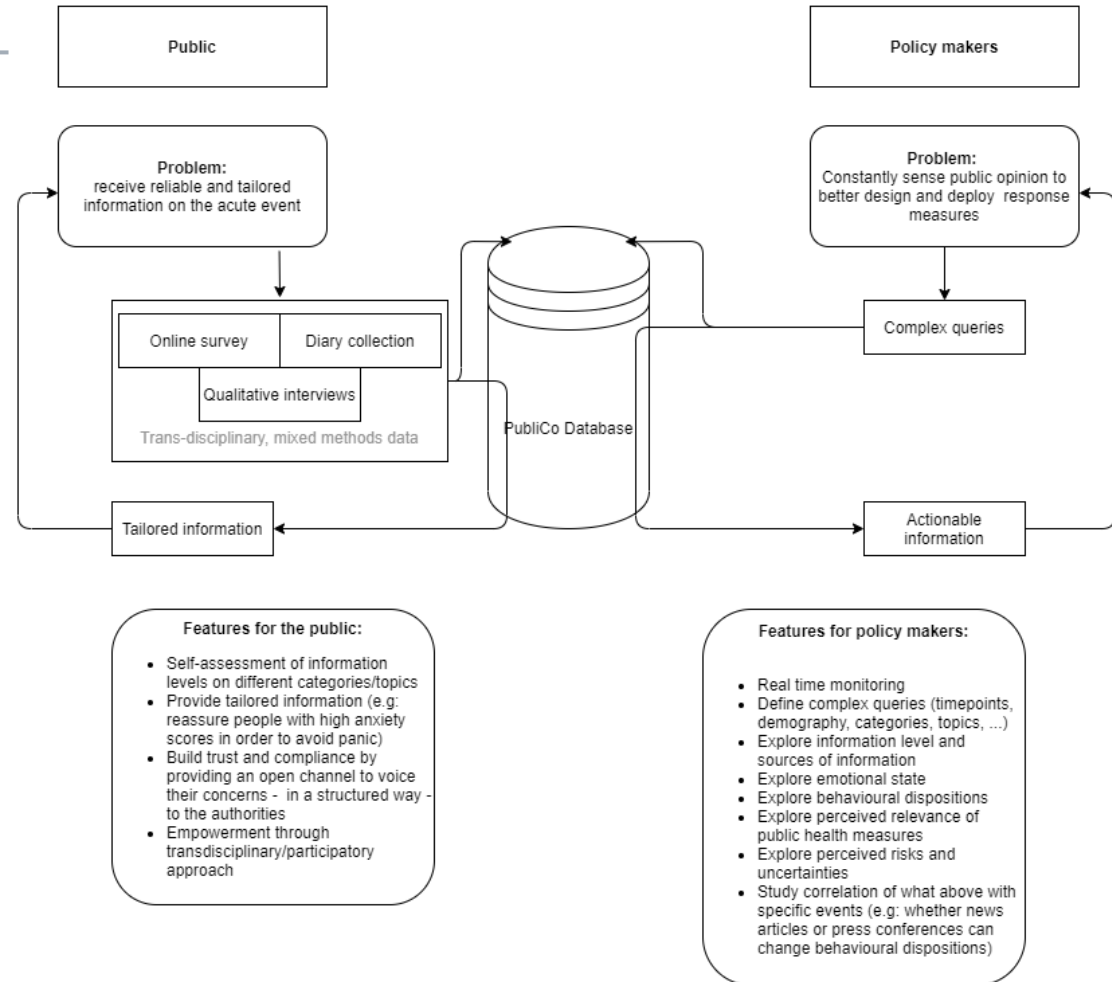 Public
Policy makers
Problem:
receive reliable and tailored
information on the acute event
Problem:
Constantly sense public opinion to
better design and deploy  response
measures
Online survey
Diary collection
Qualitative interviews
Trans-disciplinary, mixed methods data
PubliCo Database
Complex queries
Tailored information
Actionable
information
Features for the public:
• Self-assessment of information
levels on different categories/topics
• Provide tailored information (e.g:
reassure people with high anxiety
scores in order to avoid panic)
• Build trust and compliance by
providing an open channel to voice
their concerns -  in a structured way -
to the authorities
• Empowerment through
transdisciplinary/participatory
approach
Features for policy makers:
• Real time monitoring
• Define complex queries (timepoints,
demography, categories, topics, ...)
• Explore information level and
sources of information
• Explore emotional state
• Explore behavioural dispositions
• Explore perceived relevance of
public health measures
• Explore perceived risks and
uncertainties
• Study correlation of what above with
specific events (e.g: whether news
articles or press conferences can
change behavioural dispositions)